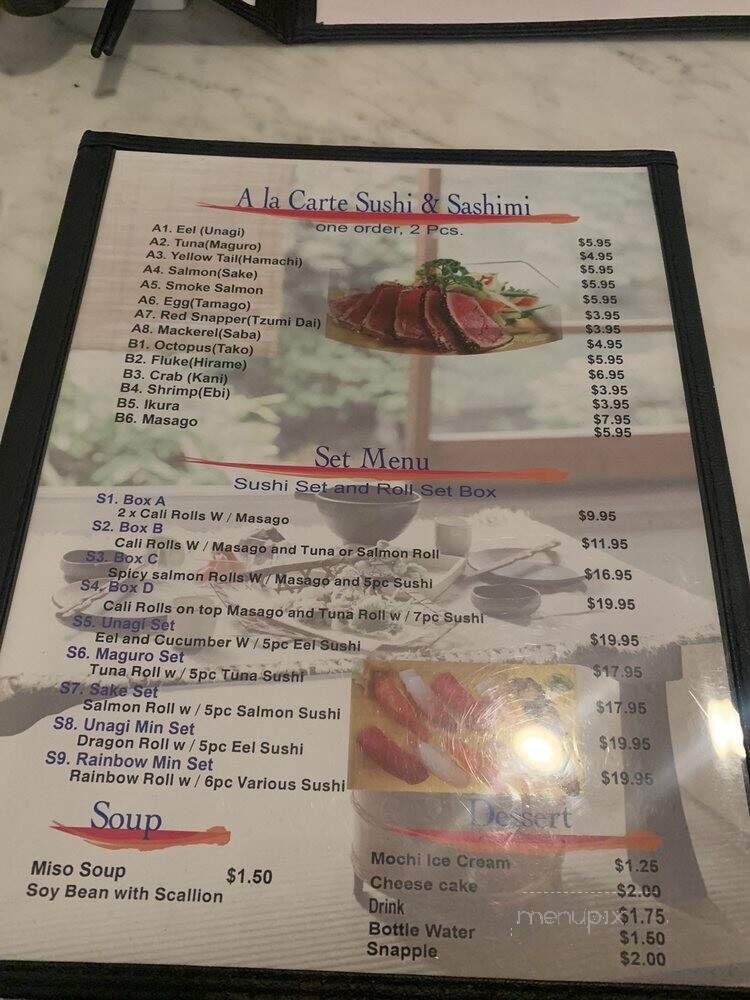 A la Carte Sushi & Sashimi
one order, 2 Pcs.
A1. Eel (Unagi) $5.95
A2. Tuna(Maguro) $4.95
A3. Yellow Tail(Hamachi) $5.95
A4. Salmon(Sake) $5.95
A5. Smoke Salmon $5.95
A6. Egg(Tamago) $3.95
A7. Red Snapper(Tzumi Dai) $3.95
A8. Mackerel(Saba) $4.95
B1. Octopus(Tako) $5.95
B2. Fluke(Hirame) $6.95
B3. Crab (Kani) $3.95
B4. Shrimp(Ebi) $3.95
B5. Ikura $7.95
B6. Masago $5.95
Set Menu
Sushi Set and Roll Set Box
S1. Box A
2 x Cali Rolls W / Masago $9.95
S2. Box B
Cali Rolls W / Masago and Tuna or Salmon Roll $11.95
S3. Box C
Spicy salmon Rolls W / Masago and 5pc Sushi $16.95
S4. Box D
Cali Rolls on top Masago and Tuna Roll w / 7pc Sushi $19.95
S5. Unagi Set
Eel and Cucumber W / 5pc Eel Sushi $19.95
S6. Maguro Set
Tuna Roll w / 5pc Tuna Sushi $17.95
S7. Sake Set
Salmon Roll w / 5pc Salmon Sushi $17.95
S8. Unagi Min Set
Dragon Roll w / 5pc Eel Sushi $19.95
S9. Rainbow Min Set
Rainbow Roll w / 6pc Various Sushi $19.95
Soup
Miso Soup $1.50
Soy Bean with Scallion
Dessert
Mochi Ice Cream $1.25
Cheese cake $2.00
Drink $1.75
Bottle Water $1.50
Snapple $2.00
menupix